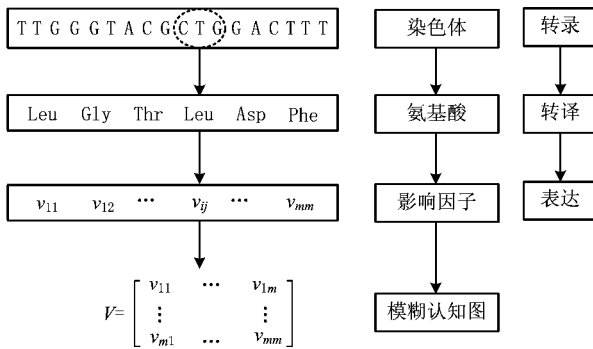 T T G G G T A C G C T G G A C T T T
染色体
转录
Leu Gly Thr Leu Asp Phe
氨基酸
转译
v11 v12 ... vij ... vmm
影响因子
表达
V= [ v11 ... v1m
⋮ ⋮
vm1 ... vmm ]
模糊认知图